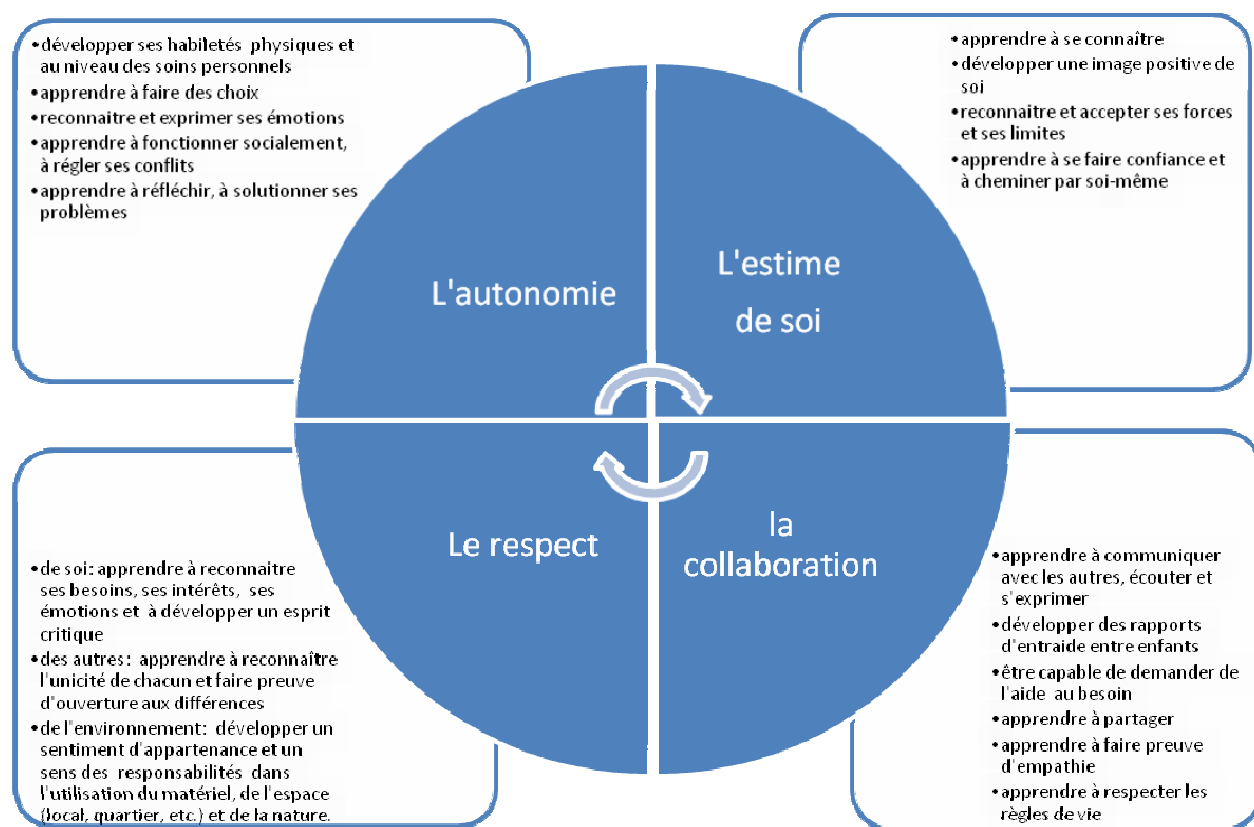 •développer ses habiletés physiques et
au niveau des soins personnels
•apprendre à faire des choix
•reconnaitre et exprimer ses émotions
•apprendre à fonctionner socialement,
à régler ses conflits
•apprendre à réfléchir, à solutionner ses
problèmes
•apprendre à se connaître
•développer une image positive de
soi
•reconnaitre et accepter ses forces
et ses limites
•apprendre à se faire confiance et
à cheminer par soi-même
L'autonomie
L'estime
de soi
Le respect
la
collaboration
•de soi: apprendre à reconnaitre
ses besoins, ses intérêts, ses
émotions et à développer un esprit
critique
•des autres: apprendre à reconnaître
l'unicité de chacun et faire preuve
d'ouverture aux différences
•de l'environnement: développer un
sentiment d'appartenance et un
sens des responsabilités dans
l'utilisation du matériel, de l'espace
(local, quartier, etc.) et de la nature.
•apprendre à communiquer
avec les autres, écouter et
s'exprimer
•développer des rapports
d'entraide entre enfants
•être capable de demander de
l'aide au besoin
•apprendre à partager
•apprendre à faire preuve
d'empathie
•apprendre à respecter les
règles de vie